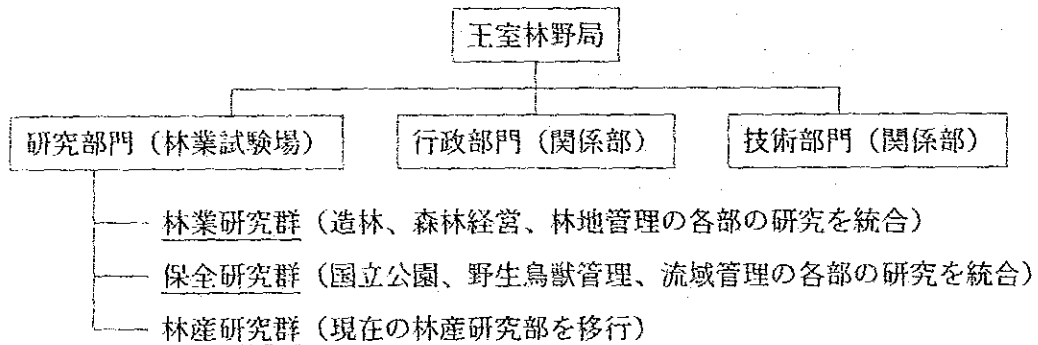 王室林野局
研究部門（林業試験場） 行政部門（関係部） 技術部門（関係部）
林業研究群（造林、森林経営、林地管理の各部の研究を統合）
保全研究群（国立公園、野生鳥獣管理、流域管理の各部の研究を統合）
林産研究群（現在の林産研究部を移行）